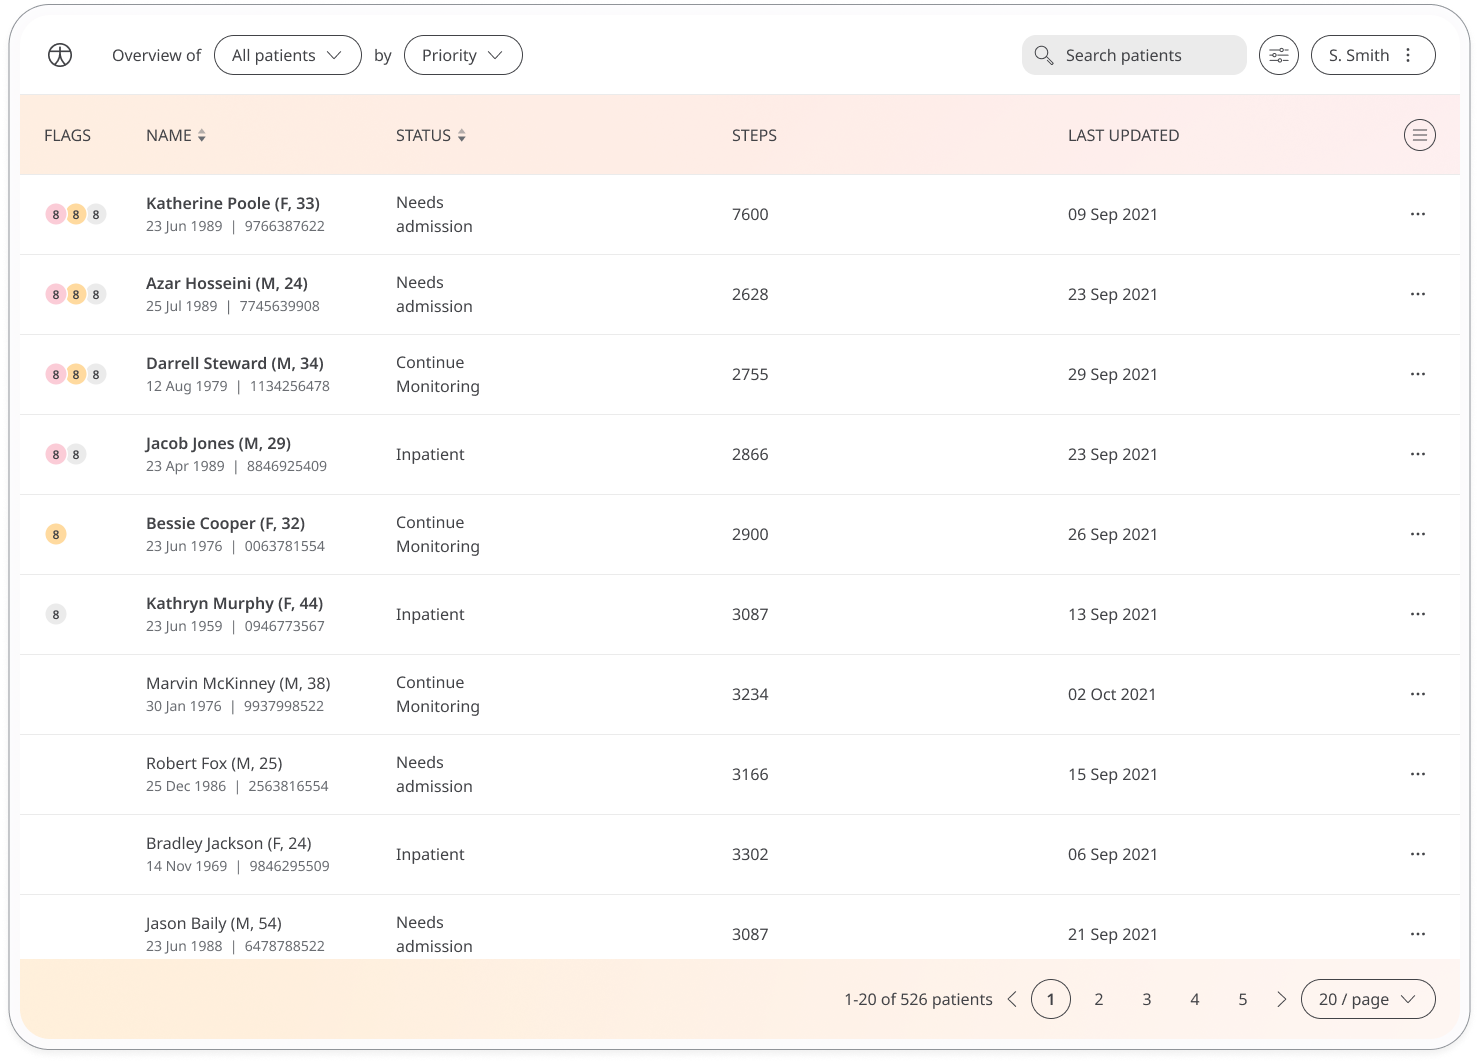 Overview of All patients by Priority Search patients S. Smith
FLAGS NAME STATUS STEPS LAST UPDATED
8 8 8 Katherine Poole (F, 33) Needs admission 7600 09 Sep 2021
23 Jun 1989 | 9766387622
8 8 8 Azar Hosseini (M, 24) Needs admission 2628 23 Sep 2021
25 Jul 1989 | 7745639908
8 8 8 Darrell Steward (M, 34) Continue Monitoring 2755 29 Sep 2021
12 Aug 1979 | 1134256478
8 8 Jacob Jones (M, 29) Inpatient 2866 23 Sep 2021
23 Apr 1989 | 8846925409
8 Bessie Cooper (F, 32) Continue Monitoring 2900 26 Sep 2021
23 Jun 1976 | 0063781554
8 Kathryn Murphy (F, 44) Inpatient 3087 13 Sep 2021
23 Jun 1959 | 0946773567
Marvin McKinney (M, 38) Continue Monitoring 3234 02 Oct 2021
30 Jan 1976 | 9937998522
Robert Fox (M, 25) Needs admission 3166 15 Sep 2021
25 Dec 1986 | 2563816554
Bradley Jackson (F, 24) Inpatient 3302 06 Sep 2021
14 Nov 1969 | 9846295509
Jason Baily (M, 54) Needs admission 3087 21 Sep 2021
23 Jun 1988 | 6478788522
1-20 of 526 patients 1 2 3 4 5 20 / page